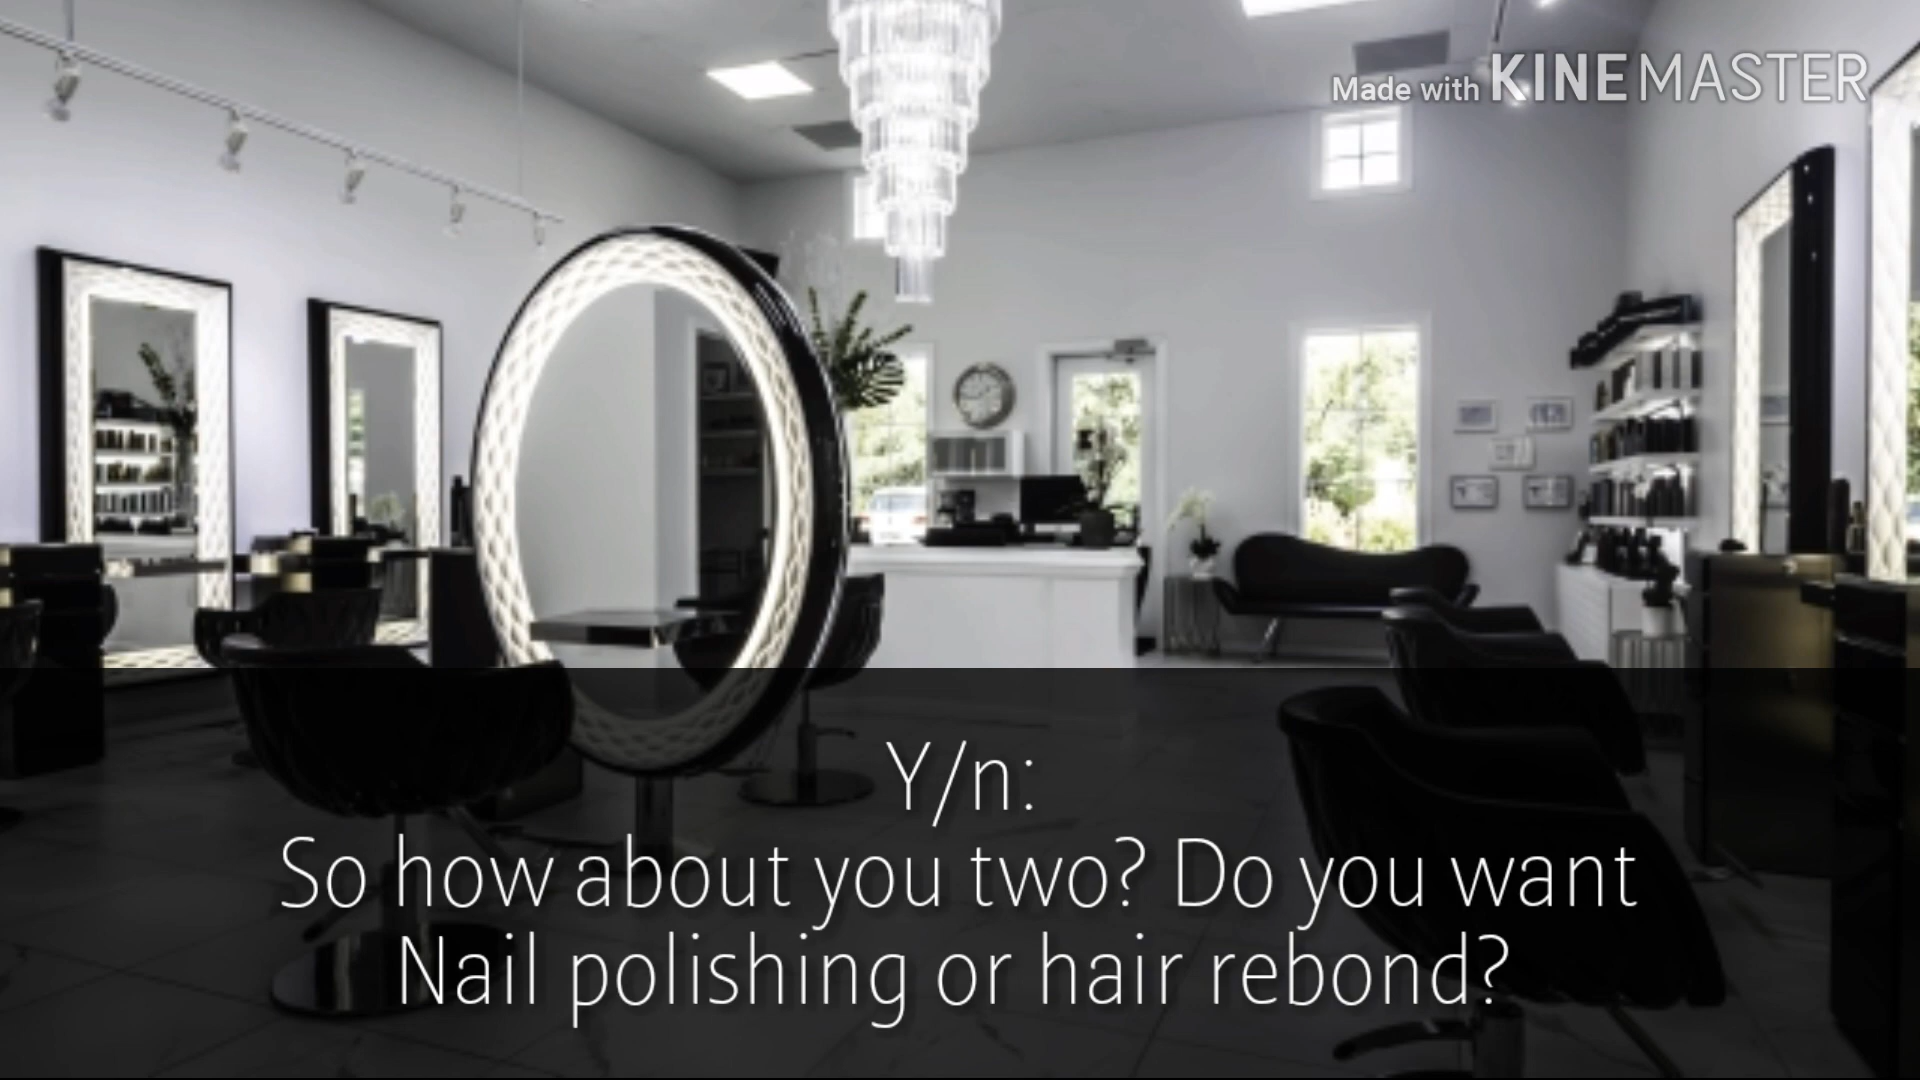 Made with KINEMASTER
Y/n:
So how about you two? Do you want
Nail polishing or hair rebond?